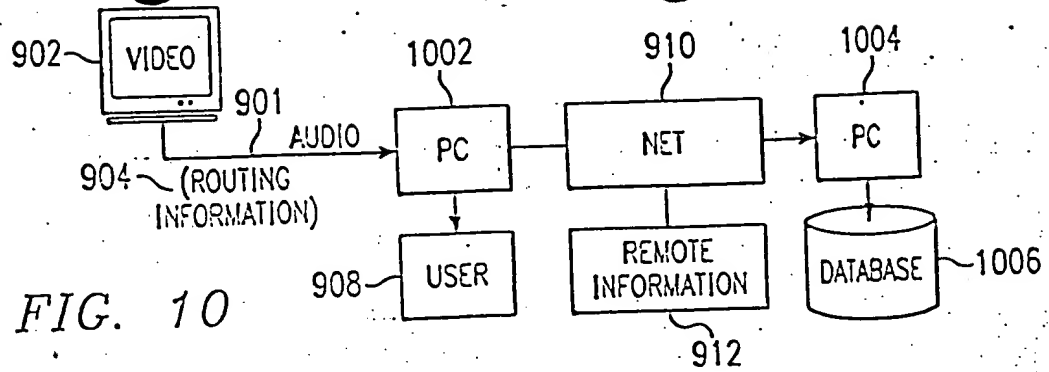 902
VIDEO
901
AUDIO
904
(ROUTING
INFORMATION)
1002
PC
908
USER
910
NET
REMOTE
INFORMATION
912
1004
PC
DATABASE
1006
FIG. 10